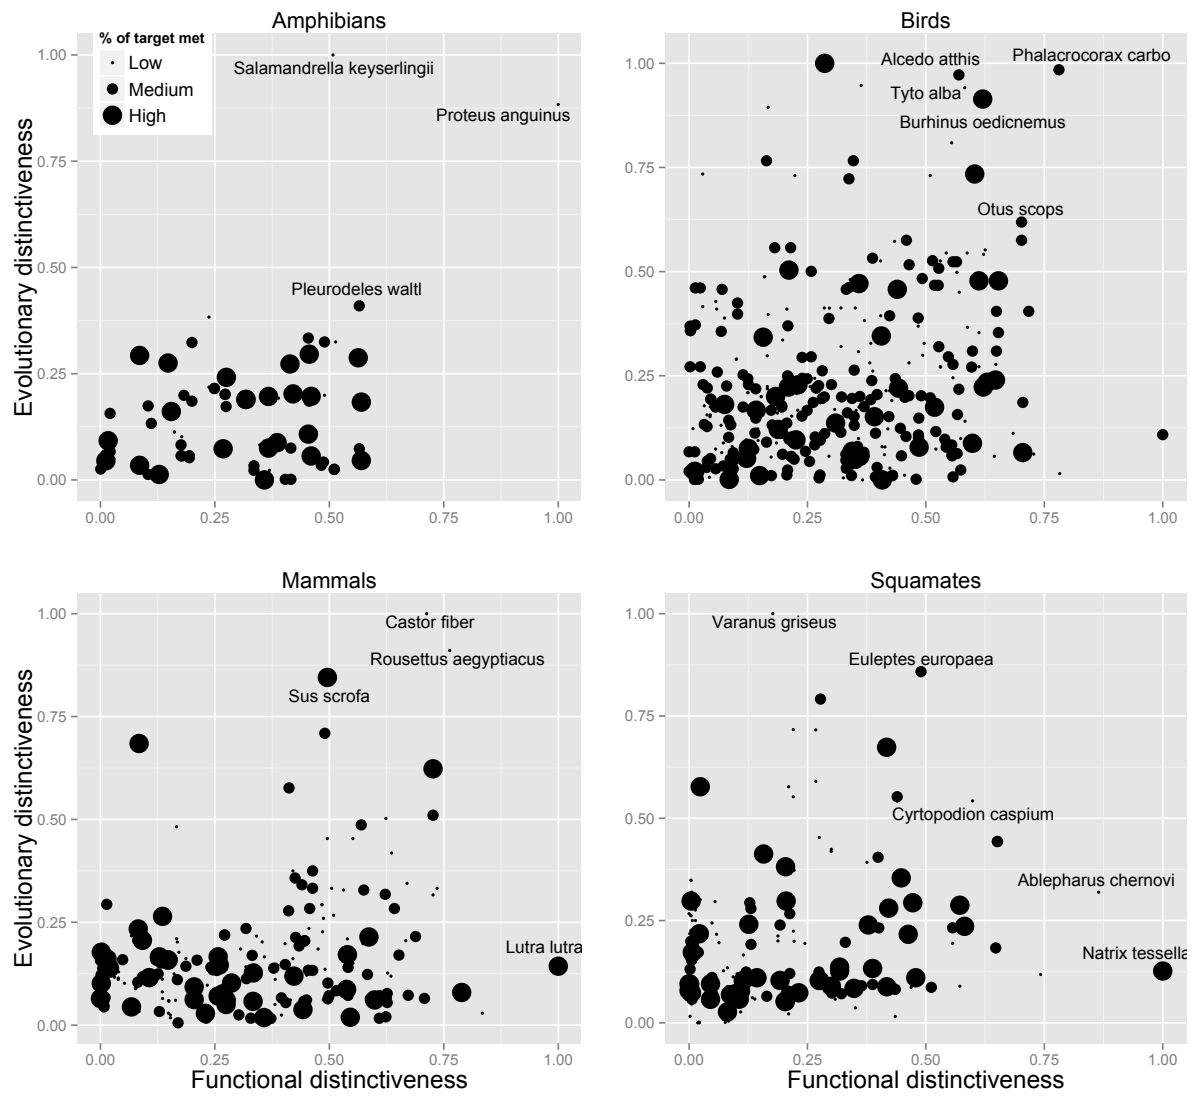 Amphibians
% of target met
Low
Medium
High
Salamandrella keyserlingii
Proteus anguinus
Pleurodeles waltl
1.00
0.75
0.50
0.25
0.00
0.00 0.25 0.50 0.75 1.00
Evolutionary distinctiveness
Birds
Alcedo atthis
Phalacrocorax carbo
Tyto alba
Burhinus oedicnemus
Otus scops
1.00
0.75
0.50
0.25
0.00
0.00 0.25 0.50 0.75 1.00
Mammals
Castor fiber
Rousettus aegyptiacus
Sus scrofa
Lutra lutra
1.00
0.75
0.50
0.25
0.00
0.00 0.25 0.50 0.75 1.00
Evolutionary distinctiveness
Functional distinctiveness
Squamates
Varanus griseus
Euleptes europaea
Cyrtopodion caspium
Ablepharus chernovi
Natrix tessella
1.00
0.75
0.50
0.25
0.00
0.00 0.25 0.50 0.75 1.00
Functional distinctiveness